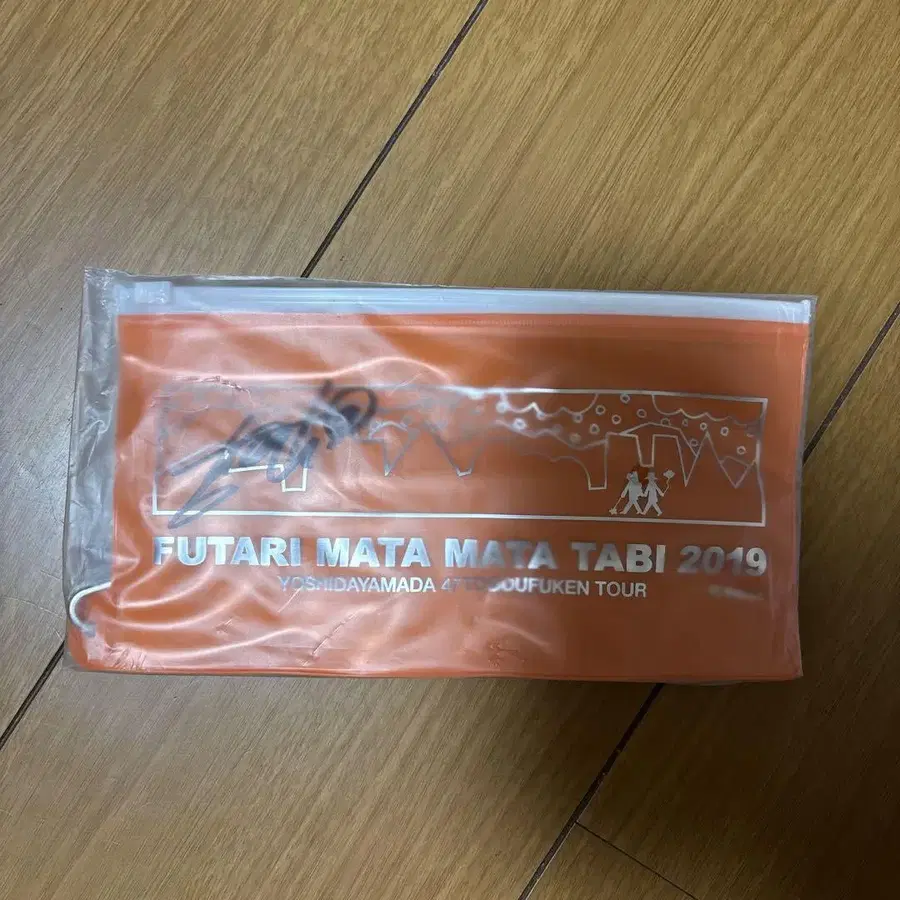 FUTARI MATA MATA TABI 2019
YOSHIDAYAMADA 47TODOUFUKEN TOUR